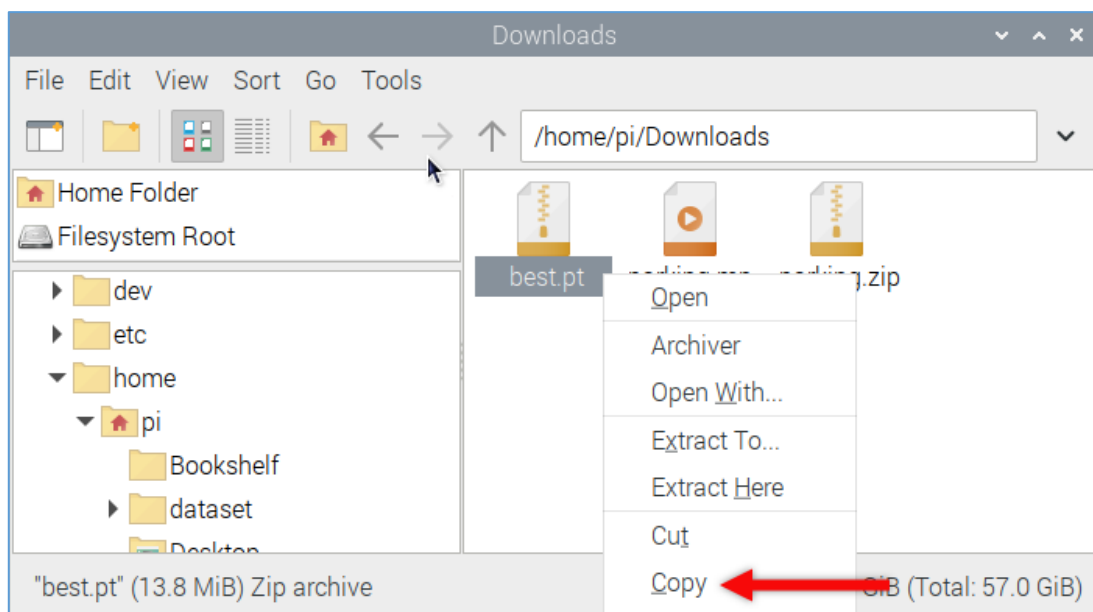 Downloads
File Edit View Sort Go Tools
/home/pi/Downloads
Home Folder
Filesystem Root
dev
etc
home
pi
Bookshelf
dataset
Desktop
best.pt
.zip
Open
Archiver
Open With...
Extract To...
Extract Here
Cut
Copy
"best.pt" (13.8 MiB) Zip archive
GiB (Total: 57.0 GiB)